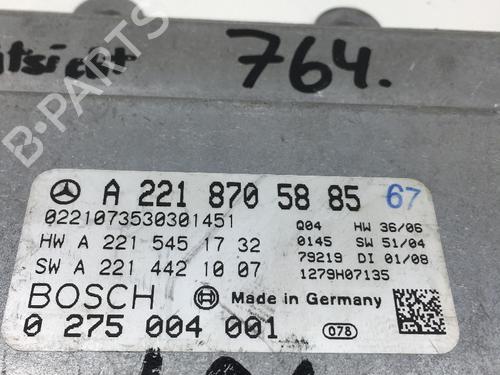 764.
B-PARTS
A 221 870 58 85 67
0221073530301451 Q04 HW 36/06
HW A 221 545 17 32 0145 SW 51/04
SW A 221 442 10 07 79219 DI 01/08
1279H07135
BOSCH Made in Germany
0 275 004 001 078